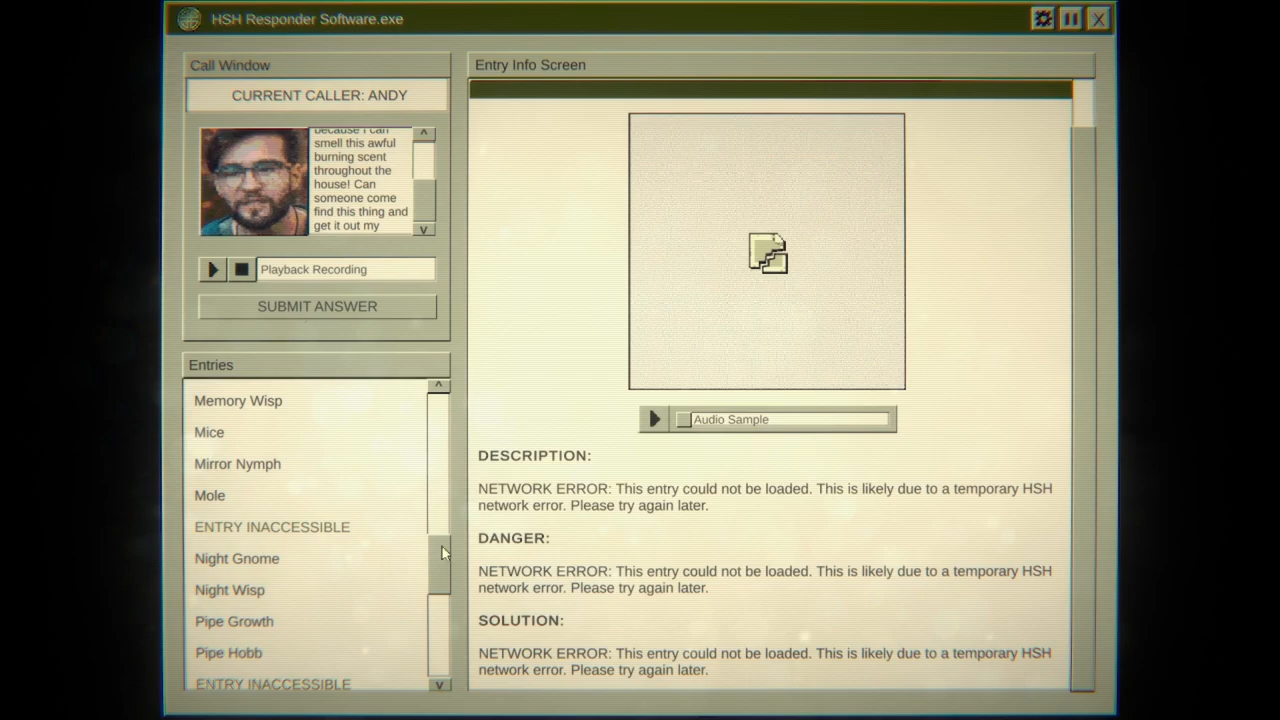 HSH Responder Software.exe
Call Window
CURRENT CALLER: ANDY
because I can
smell this awful
burning scent
throughout the
house! Can
someone come
find this thing and
get it out my
Playback Recording
SUBMIT ANSWER
Entries
Memory Wisp
Mice
Mirror Nymph
Mole
ENTRY INACCESSIBLE
Night Gnome
Night Wisp
Pipe Growth
Pipe Hobb
ENTRY INACCESSIBLE
Entry Info Screen
Audio Sample
DESCRIPTION:
NETWORK ERROR: This entry could not be loaded. This is likely due to a temporary HSH
network error. Please try again later.
DANGER:
NETWORK ERROR: This entry could not be loaded. This is likely due to a temporary HSH
network error. Please try again later.
SOLUTION:
NETWORK ERROR: This entry could not be loaded. This is likely due to a temporary HSH
network error. Please try again later.